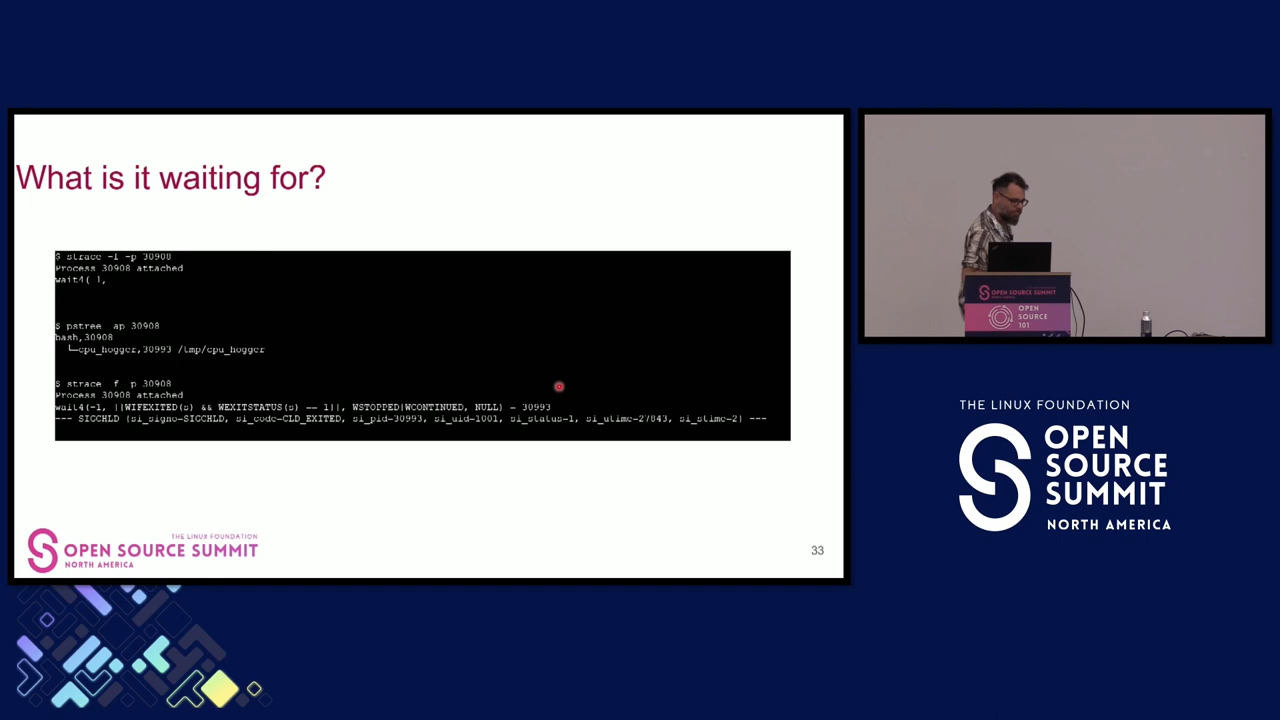 What is it waiting for?
$ strace -f -p 30908
Process 30908 attached
wait4(-1,
$ pstree -ap 30908
bash,30908
└─cpu_hogger,30993 /tmp/cpu_hogger
$ strace -f -p 30908
Process 30908 attached
wait4(-1, [{WIFEXITED(s) && WEXITSTATUS(s) == 1}], WSTOPPED|WCONTINUED, NULL) = 30993
--- SIGCHLD {si_signo=SIGCHLD, si_code=CLD_EXITED, si_pid=30993, si_uid=1001, si_status=1, si_utime=27843, si_stime=2} ---
THE LINUX FOUNDATION
OPEN SOURCE SUMMIT
NORTH AMERICA
33
OPEN SOURCE SUMMIT
OPEN
SOURCE
101
THE LINUX FOUNDATION
OPEN
SOURCE
SUMMIT
NORTH AMERICA